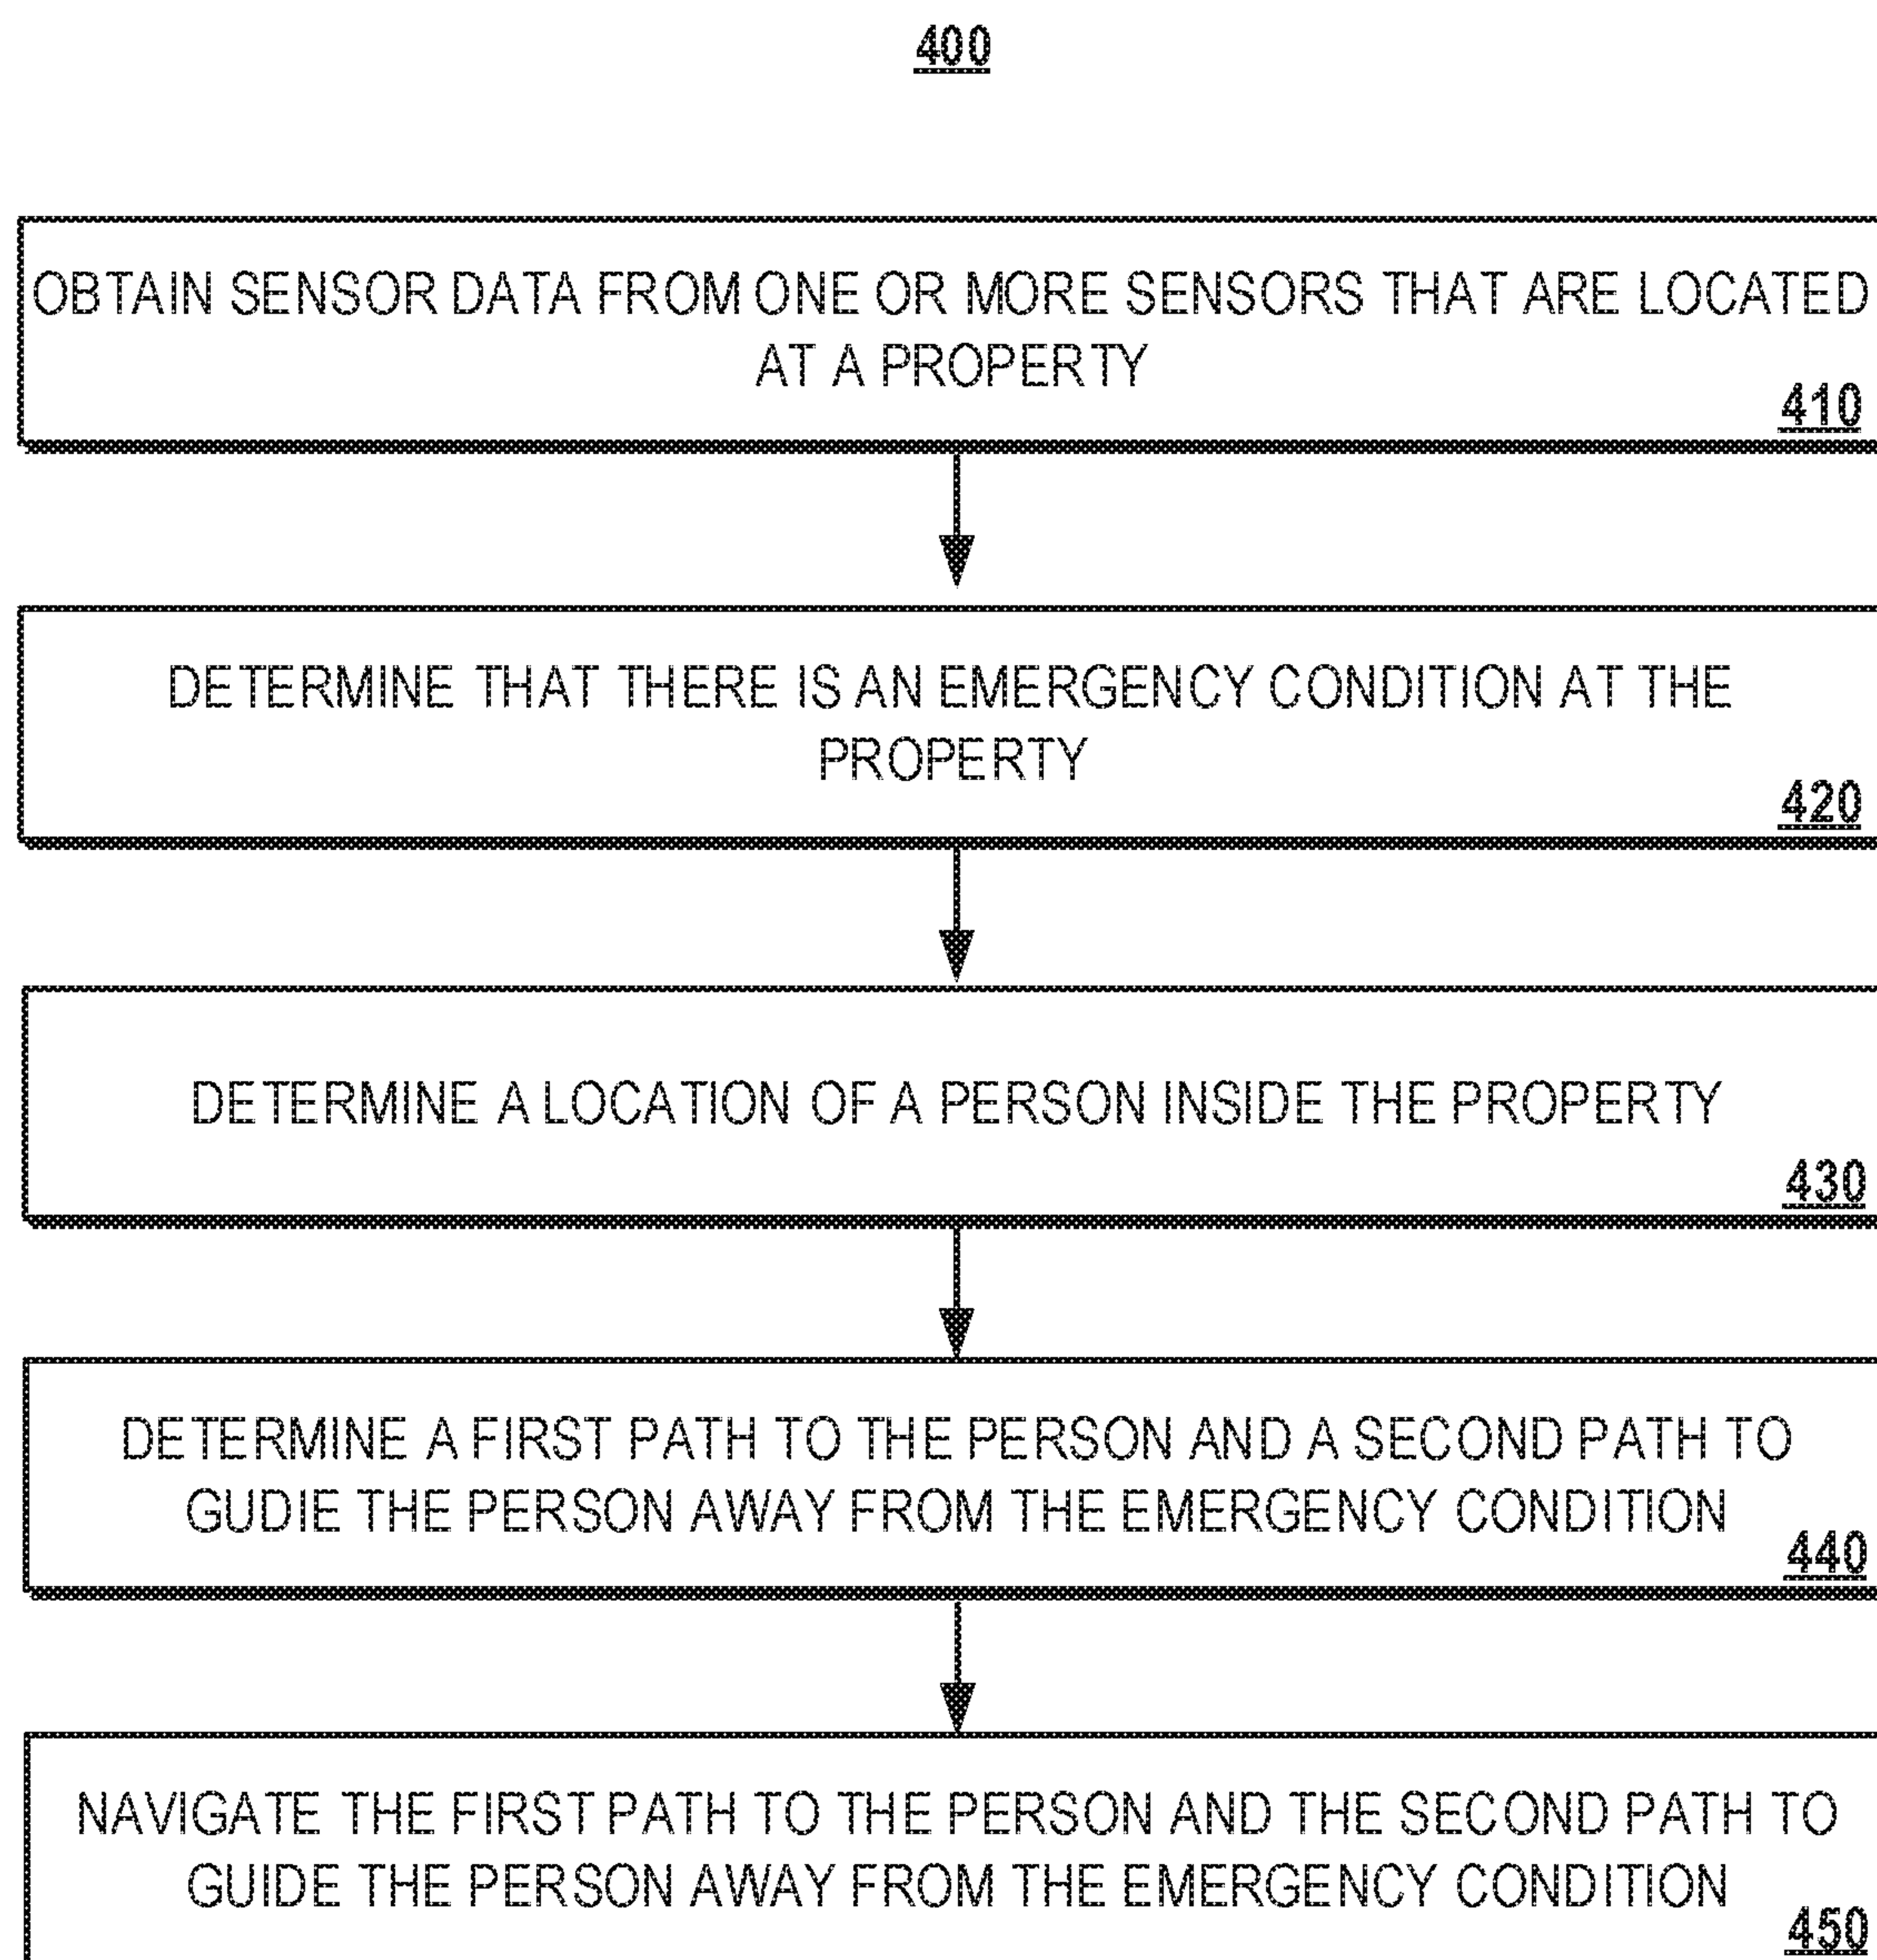 400
OBTAIN SENSOR DATA FROM ONE OR MORE SENSORS THAT ARE LOCATED
AT A PROPERTY
410
DETERMINE THAT THERE IS AN EMERGENCY CONDITION AT THE
PROPERTY
420
DETERMINE A LOCATION OF A PERSON INSIDE THE PROPERTY
430
DETERMINE A FIRST PATH TO THE PERSON AND A SECOND PATH TO
GUDIE THE PERSON AWAY FROM THE EMERGENCY CONDITION
440
NAVIGATE THE FIRST PATH TO THE PERSON AND THE SECOND PATH TO
GUIDE THE PERSON AWAY FROM THE EMERGENCY CONDITION
450